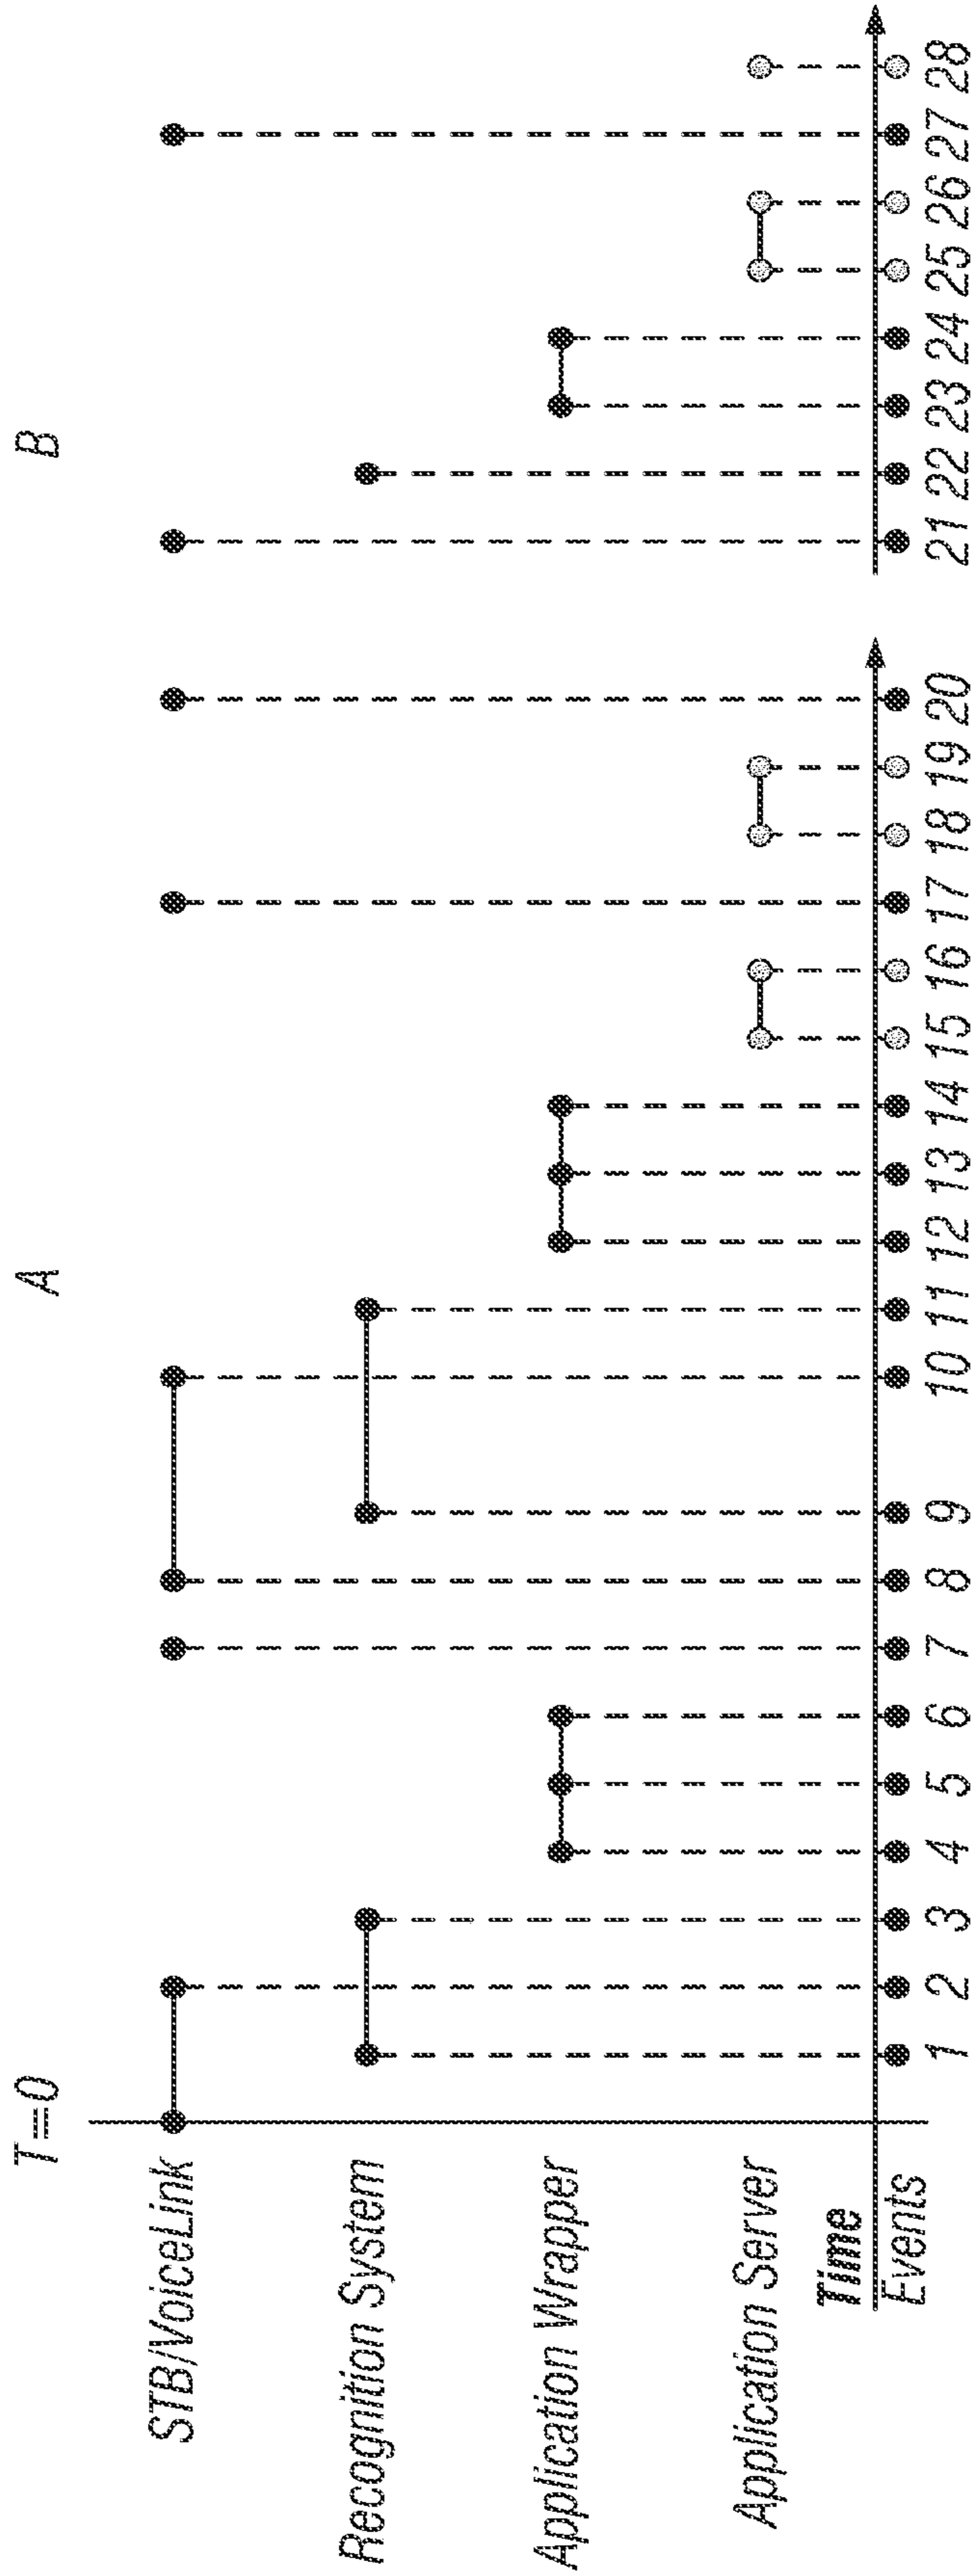 T=0
A
B
STB/VoiceLink
Recognition System
Application Wrapper
Application Server
Time
Events
1 2 3 4 5 6 7 8 9 10 11 12 13 14 15 16 17 18 19 20 21 22 23 24 25 26 27 28